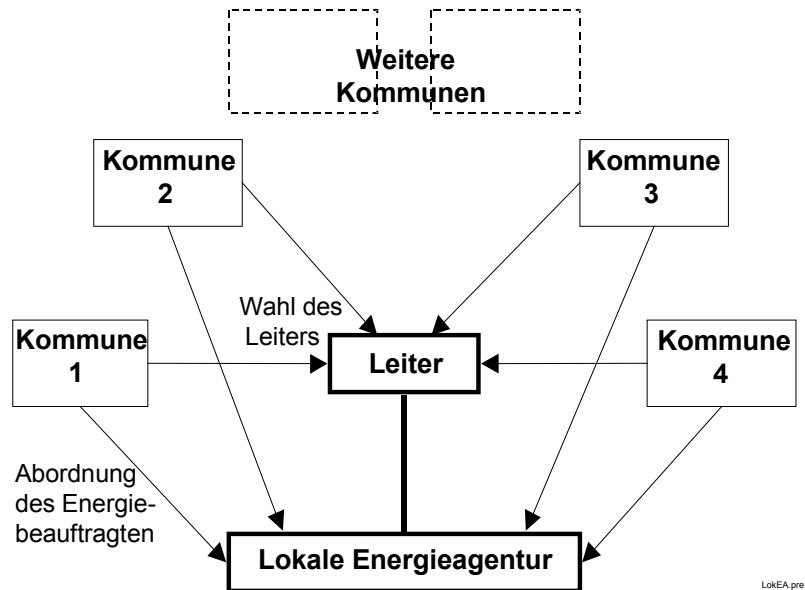 Weitere
Kommunen
Kommune
2
Kommune
3
Wahl des
Leiters
Kommune
1
Leiter
Kommune
4
Abordnung
des Energie-
beauftragten
Lokale Energieagentur
LokEA.pre